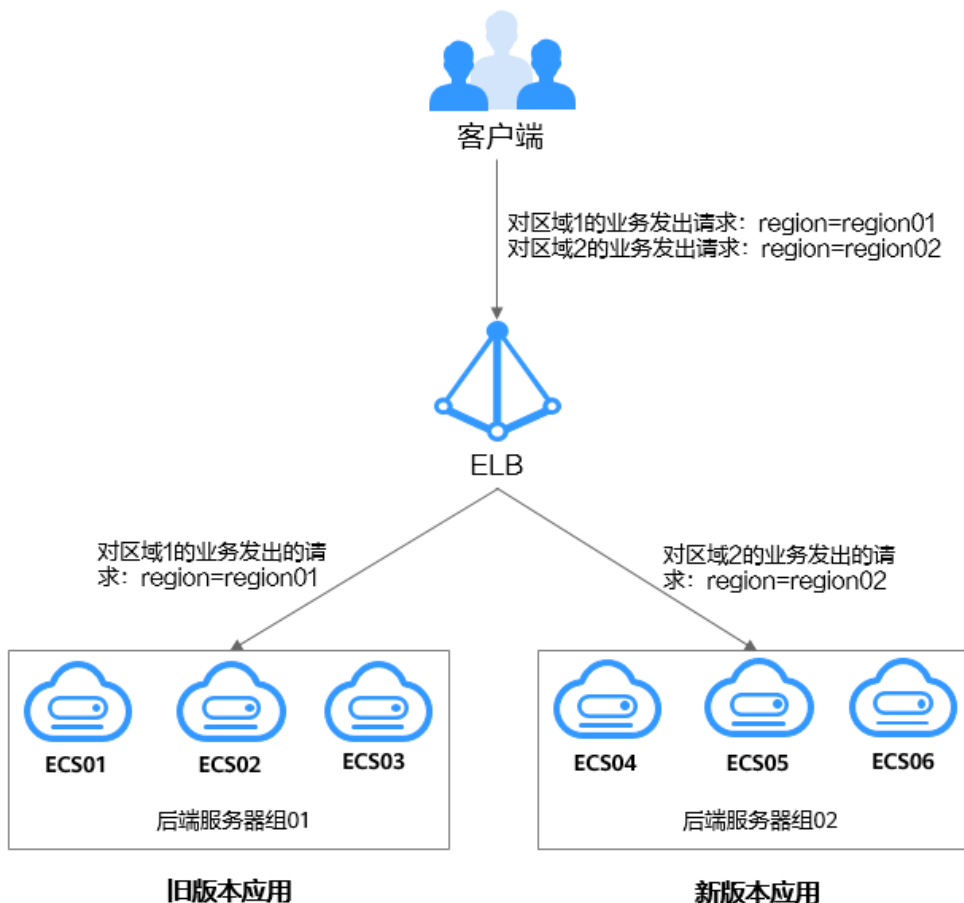 客户端
对区域1的业务发出请求：region=region01
对区域2的业务发出请求：region=region02
ELB
对区域1的业务发出的请
求：region=region01
对区域2的业务发出的请
求：region=region02
ECS01 ECS02 ECS03
后端服务器组01
旧版本应用
ECS04 ECS05 ECS06
后端服务器组02
新版本应用